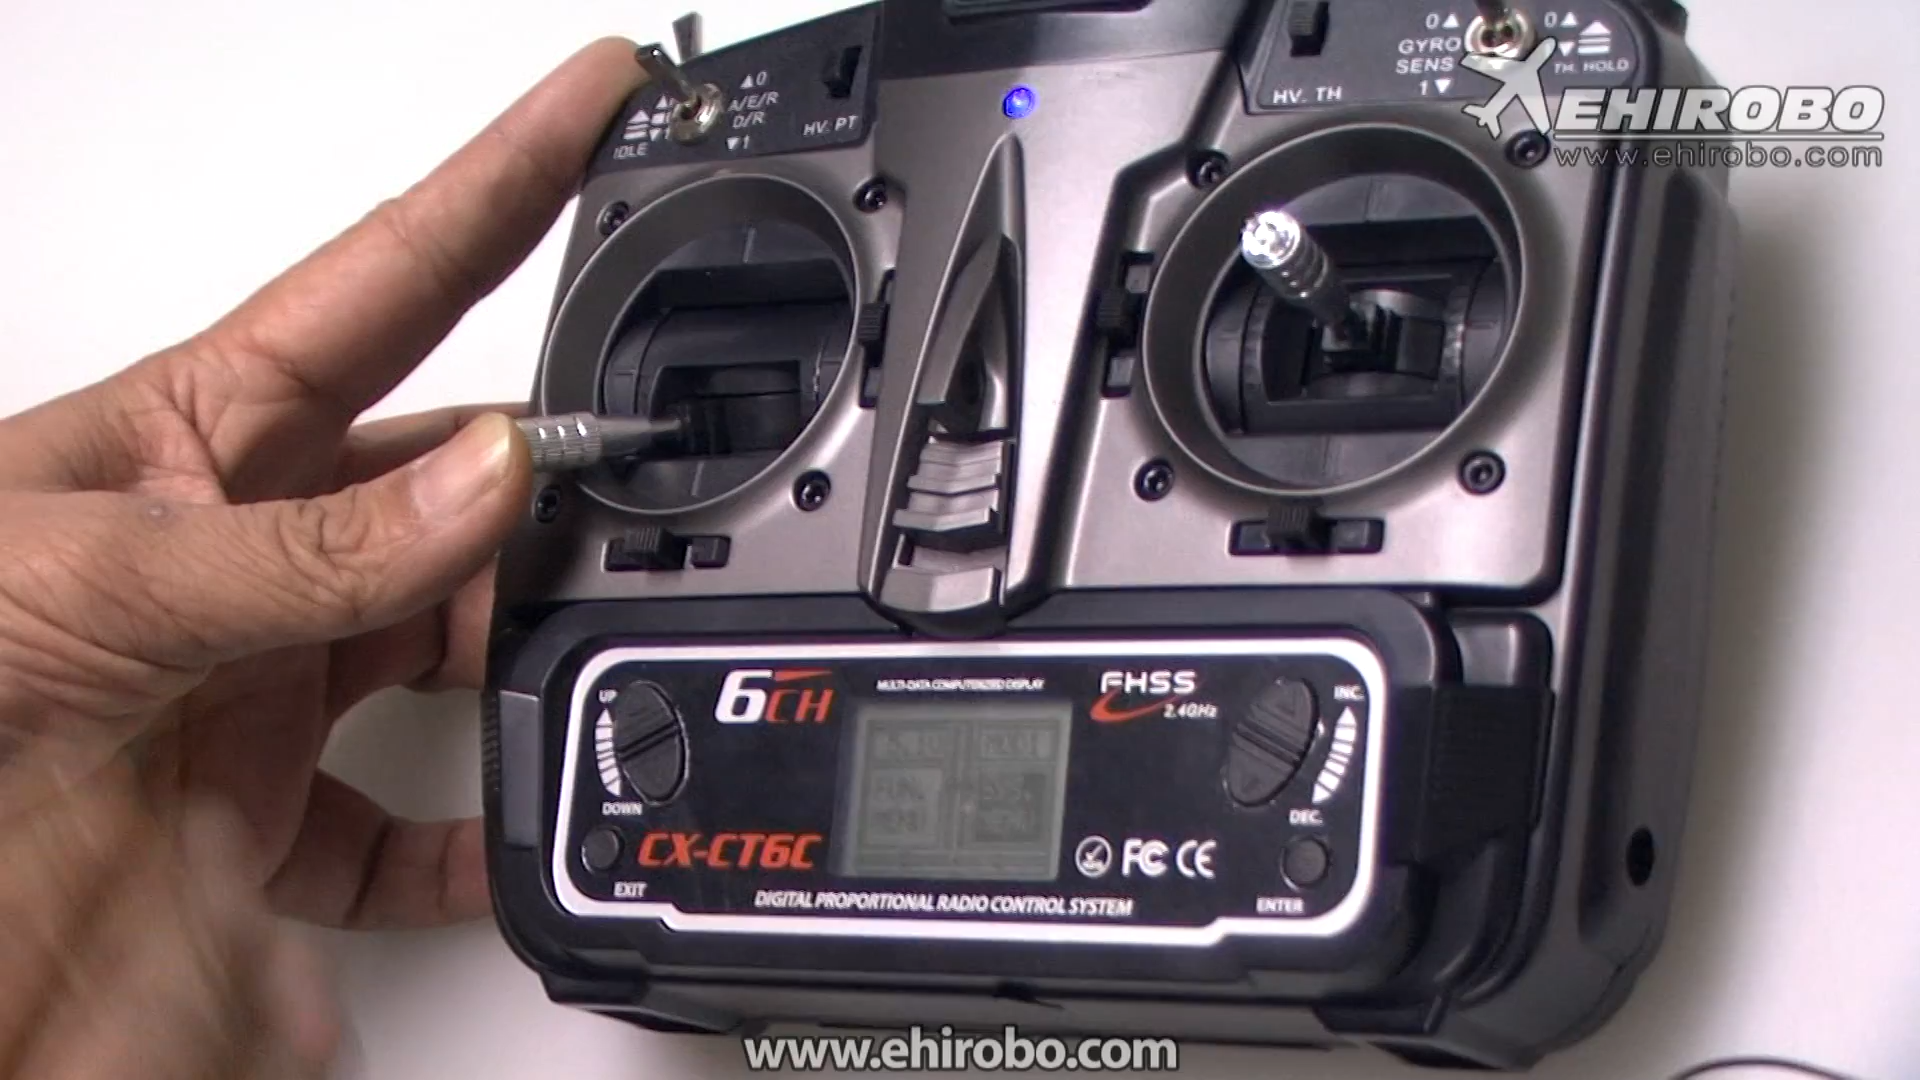 ▲0
A/E/R
D/R
▼1
IDLE
HV. PT
HV. TH
0▲
GYRO
SENS
1▼
0▲
TH. HOLD
EHIROBO
www.ehirobo.com
UP
DOWN
EXIT
6CH
MULTI-DATA COMPUTERIZED DISPLAY
FHSS
2.4GHz
INC.
DEC.
ENTER
FUNC
MENU
CX-CT6C
FC CE
DIGITAL PROPORTIONAL RADIO CONTROL SYSTEM
www.ehirobo.com